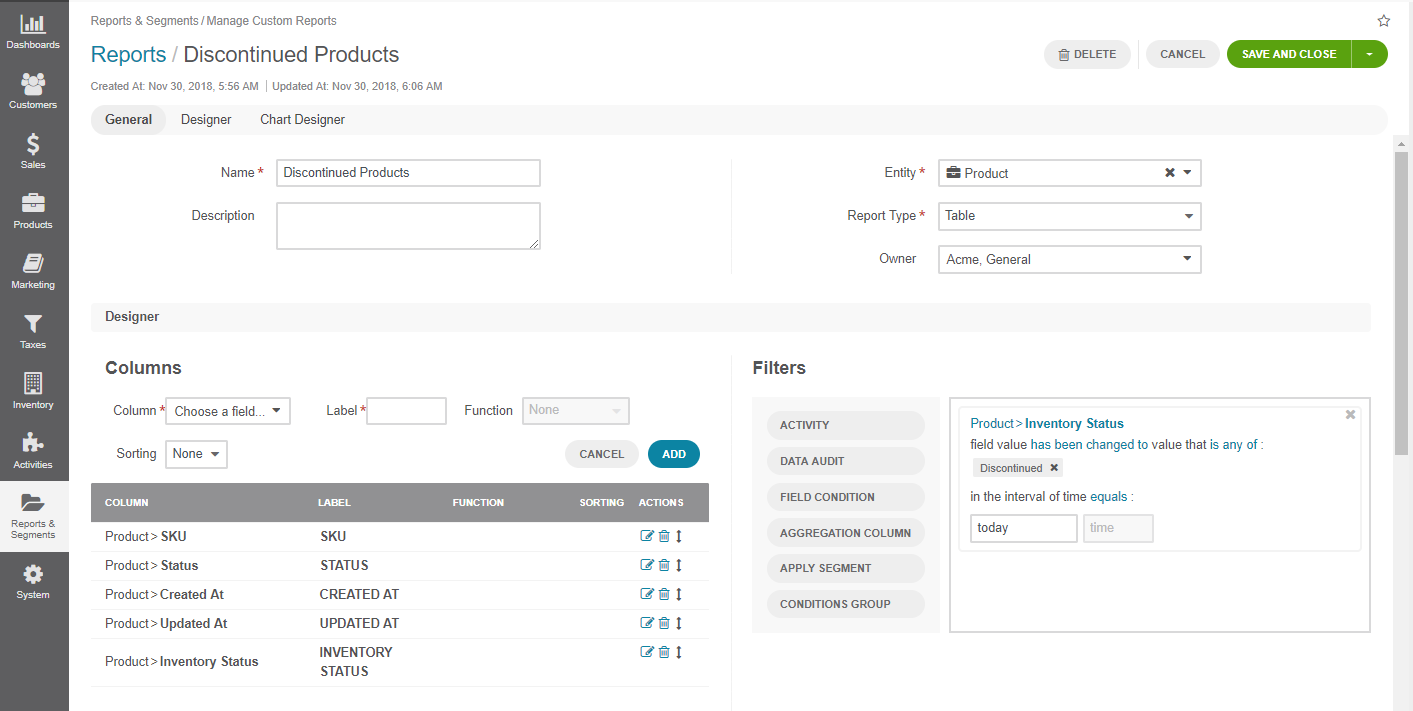 Dashboards
Customers
Sales
Products
Marketing
Taxes
Inventory
Activities
Reports &
Segments
System
Reports & Segments / Manage Custom Reports
Reports / Discontinued Products
DELETE
CANCEL
SAVE AND CLOSE
Created At: Nov 30, 2018, 5:56 AM | Updated At: Nov 30, 2018, 6:06 AM
General Designer Chart Designer
Name * Discontinued Products
Description
Entity * Product
Report Type * Table
Owner Acme, General
Designer
Columns
Column * Choose a field... Label * Function None
Sorting None CANCEL ADD
COLUMN LABEL FUNCTION SORTING ACTIONS
Product > SKU SKU
Product > Status STATUS
Product > Created At CREATED AT
Product > Updated At UPDATED AT
Product > Inventory Status INVENTORY
STATUS
Filters
ACTIVITY
DATA AUDIT
FIELD CONDITION
AGGREGATION COLUMN
APPLY SEGMENT
CONDITIONS GROUP
Product > Inventory Status
field value has been changed to value that is any of :
Discontinued
in the interval of time equals :
today time